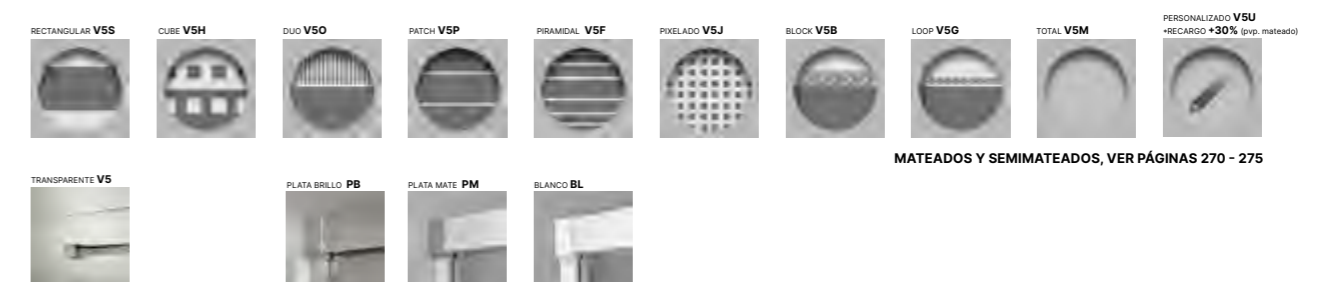 RECTANGULAR V5S
CUBE V5H
DUO V5O
PATCH V5P
PIRAMIDAL V5F
PIXELADO V5J
BLOCK V5B
LOOP V5G
TOTAL V5M
PERSONALIZADO V5U
*RECARGO +30% (pvp. mateado)
MATEADOS Y SEMIMATEADOS, VER PÁGINAS 270 - 275
TRANSPARENTE V5
PLATA BRILLO PB
PLATA MATE PM
BLANCO BL